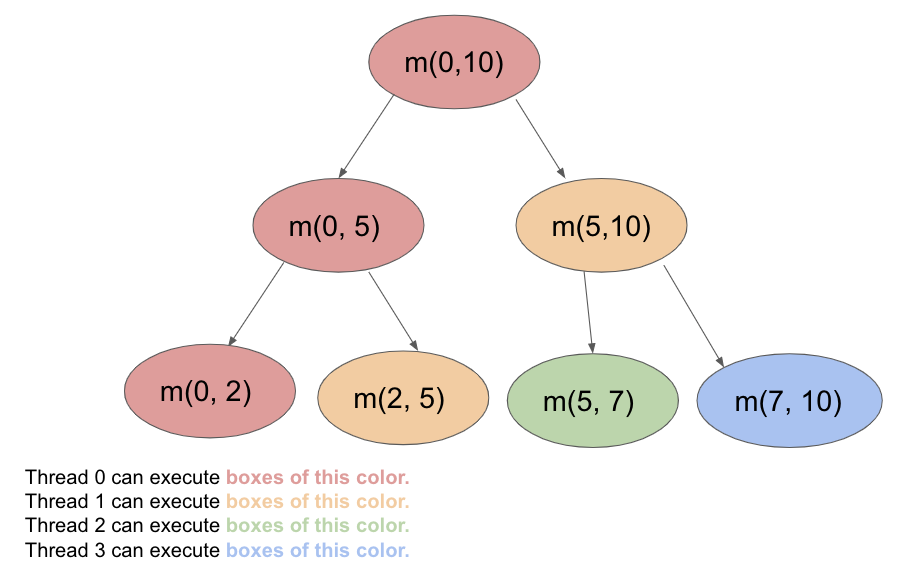 m(0,10)
m(0, 5)
m(5,10)
m(0, 2)
m(2, 5)
m(5, 7)
m(7, 10)
Thread 0 can execute boxes of this color.
Thread 1 can execute boxes of this color.
Thread 2 can execute boxes of this color.
Thread 3 can execute boxes of this color.